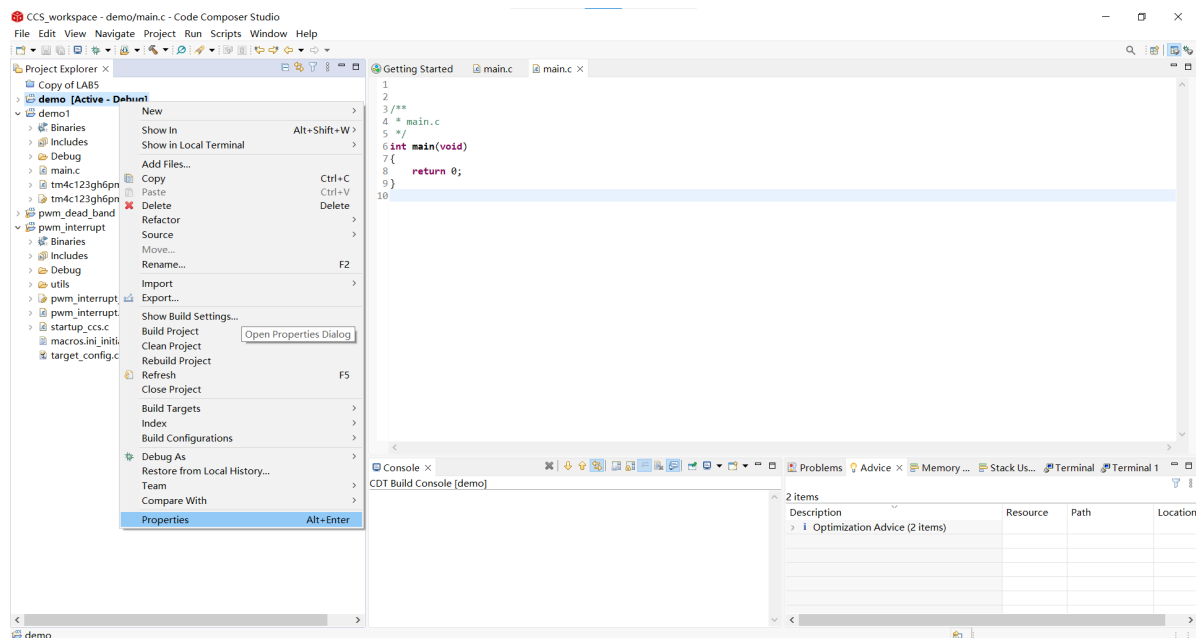 CCS_workspace - demo/main.c - Code Composer Studio
File Edit View Navigate Project Run Scripts Window Help
Project Explorer
Copy of LAB5
demo [Active - Debug]
demo1
Binaries
Includes
Debug
main.c
tm4c123gh6pm
tm4c123gh6pm
pwm_dead_band
pwm_interrupt
Binaries
Includes
Debug
utils
pwm_interrupt_
pwm_interrupt.
startup_ccs.c
macros.ini_initi
target_config.c
New
Show In Alt+Shift+W
Show in Local Terminal
Add Files...
Copy Ctrl+C
Paste Ctrl+V
Delete Delete
Refactor
Source
Move...
Rename... F2
Import
Export...
Show Build Settings...
Build Project
Open Properties Dialog
Clean Project
Rebuild Project
Refresh F5
Close Project
Build Targets
Index
Build Configurations
Debug As
Restore from Local History...
Team
Compare With
Properties Alt+Enter
Getting Started main.c main.c
1
2
3 /**
4 * main.c
5 */
6 int main(void)
7 {
8 return 0;
9 }
10
Console
CDT Build Console [demo]
Problems Advice Memory ... Stack Us... Terminal Terminal 1
2 items
Description Resource Path Location
i Optimization Advice (2 items)
demo